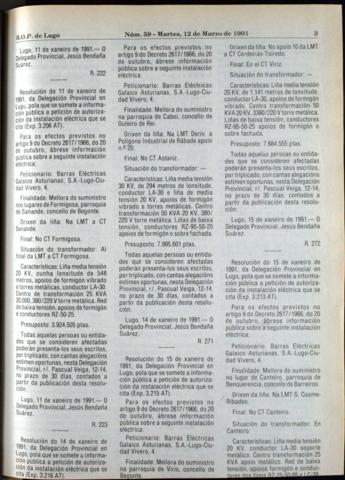 B.O.P. de Lugo
Núm. 59 - Martes, 12 de Marzo de 1991
3
Lugo, 11 de xaneiro de 1991.— O
Delegado Provincial, Jesús Bendaña
Suárez.
R. 222
Resolución do 11 de xaneiro de
1991, da Delegación Provincial en
Lugo, pola que se somete a informa-
ción pública a petición de autoriza-
ción da instalación eléctrica que se
cita (Exp. 3.206 AT).
Para os efectos previstos no
artigo 9 do Decreto 2617/1966, do 20
de outubro, ábrese información
pública sobre a seguinte instalación
eléctrica:
Peticionario: Barras Eléctricas
Galaico Asturianas, S.A.-Lugo-Ciu-
dad Vivero, 4.
Finalidade: Mellora do suministro
nos lugares de Formigosa, parroquia
de Senande, concello de Begonte.
Orixen da liña: Na LMT a CT
Senande.
Final: No CT Formigosa.
Situación do transformador: Al
final da LMT a CT Formigosa.
Características: Liña media tensión
20 KV, cunha lonxitude de 548
metros, apoios de formigón vibrado
e torres metálicas, conductor LA-30.
Centro de transformación 25 KVA
20.000, 380/220 V torre metálica. Red
de baixa tensión, apoios de formigón
e conductores RZ-50-25.
Presuposto: 3.924.505 ptas.
Todas aquelas persoas ou entida-
des que se consideren afectadas
poderán presenta-los seus escritos,
por triplicado, con cantas alegacións
estimen oportunas, nesta Delegación
Provincial, r/. Pascual Veiga, 12-14,
no prazo de 30 días, contados a
partir da publicación desta resolu-
ción.
Lugo, 11 de xaneiro de 1991.— O
Delegado Provincial, Jesús Bendaña
Suárez.
R. 223
Resolución do 14 de xaneiro de
1991, da Delegación Provincial en
Lugo, pola que se somete a informa-
ción pública a petición de autoriza-
ción da instalación eléctrica que se
Para os efectos previstos no
artigo 9 do Decreto 2617/1966, do 20
de outubro, ábrese información
pública sobre a seguinte instalación
eléctrica:
Peticionario: Barras Eléctricas
Galaico Asturianas, S.A.-Lugo-Ciu-
dad Vivero, 4.
Finalidade: Mellora do suministro
na parroquia de Caboi, concello de
Outeiro de Rei.
Orixen da liña: Na LMT Deriv. a
Polígono Industrial de Rábade apoio
n.º 20.
Final: No CT Astariz.
Situación do transformador: —
Características: Liña media tensión
30 KV, de 294 metros de lonxitude,
conductor LA-30 e liña de media
tensión 20 KV, apoios de formigón
vibrado e torres metálicas. Centro
transformación 50 KVA 20 KV, 380/
220 V torre metálica. Liñas de baixa
tensión, conductores RZ-95-50-25
apoios de formigón o sobre fachada.
Presuposto: 7.995.601 ptas.
Todas aquelas persoas ou entida-
des que se consideren afectadas
poderán presenta-los seus escritos,
por triplicado, con cantas alegacións
estimen oportunas, nesta Delegación
Provincial, r/. Pascual Veiga, 12-14,
no prazo de 30 días, contados a
partir da publicación desta resolu-
ción.
Lugo, 14 de xaneiro de 1991.— O
Delegado Provincial, Jesús Bendaña
Suárez.
R. 271
Resolución do 15 de xaneiro de
1991, da Delegación Provincial en
Lugo, pola que se somete a informa-
ción pública a petición de autoriza-
ción da instalación eléctrica que se
cita (Exp. 3.215 AT).
Para os efectos previstos no
artigo 9 do Decreto 2617/1966, do 20
de outubro, ábrese información
pública sobre a seguinte instalación
eléctrica:
Peticionario: Barras Eléctricas
Galaico Asturianas, S.A.-Lugo-Ciu-
dad Vivero, 4.
Finalidade: Mellora do suministro
na parroquia de Viris, concello de
Orixen da liña: No apoio 10 da LMT
a CT Cardeiras-Toiredo.
Final: En el CT Viriz.
Situación do transformador: —
Características: Liña media tensión
20 KV, de 1.141 metros de lonxitude,
conductor LA-30, apoios de formigón
vibrado. Centro transformación 50
KVA 20 KV, 3380/220 V torre metálica.
Liñas de baixa tensión, conductores
RZ-95-50-25 apoios de formigón e
sobre fachada.
Presuposto: 7.684.555 ptas.
Todas aquelas persoas ou entida-
des que se consideren afectadas
poderán presenta-los seus escritos,
por triplicado, con cantas alegacións
estimen oportunas, nesta Delegación
Provincial, r/. Pascual Veiga, 12-14,
no prazo de 30 días, contados a
partir da publicación desta resolu-
ción.
Lugo, 15 de xaneiro de 1991.— O
Delegado Provincial, Jesús Bendaña
Suárez.
R. 272
Resolución do 15 de xaneiro de
1991, da Delegación Provincial en
Lugo, pola que se somete a informa-
ción pública a petición de autoriza-
ción da instalación eléctrica que se
cita (Exp. 3.213 AT).
Para os efectos previstos no
artigo 9 do Decreto 2617/1966, do 20
de outubro, ábrese información
pública sobre a seguinte instalación
eléctrica:
Peticionario: Barras Eléctricas
Galaico Asturianas, S.A.-Lugo-Ciu-
dad Vivero, 4.
Finalidade: Mellora do suministro
no lugar de Canteiro, parroquia de
Benquerencia, concello de Barreiros.
Orixen da liña: Na LMT S. Cosme-
Ribadeo.
Final: No CT Canteiro.
Situación do transformador: En
Canteiro.
Características: Liña media tensión
20 KV, conductor LA-30 soporte
metálico. Centro transformación 25
KVA apoio metálico. Red de baixa
tensión, apoios formigón e conduc-